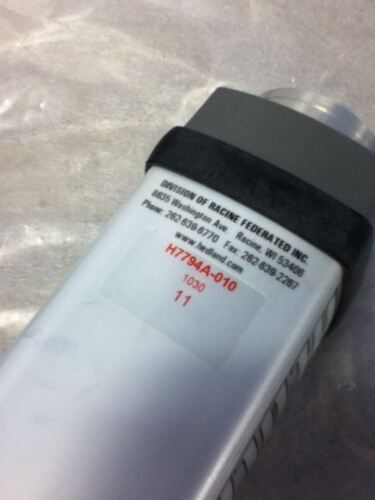 DIVISION OF RACINE FEDERATED INC.
8635 Washington Ave. Racine, WI 53406
Phone: 262-639-6770 Fax: 262-639-2267
www.hedland.com
H7794A-010
1030
11